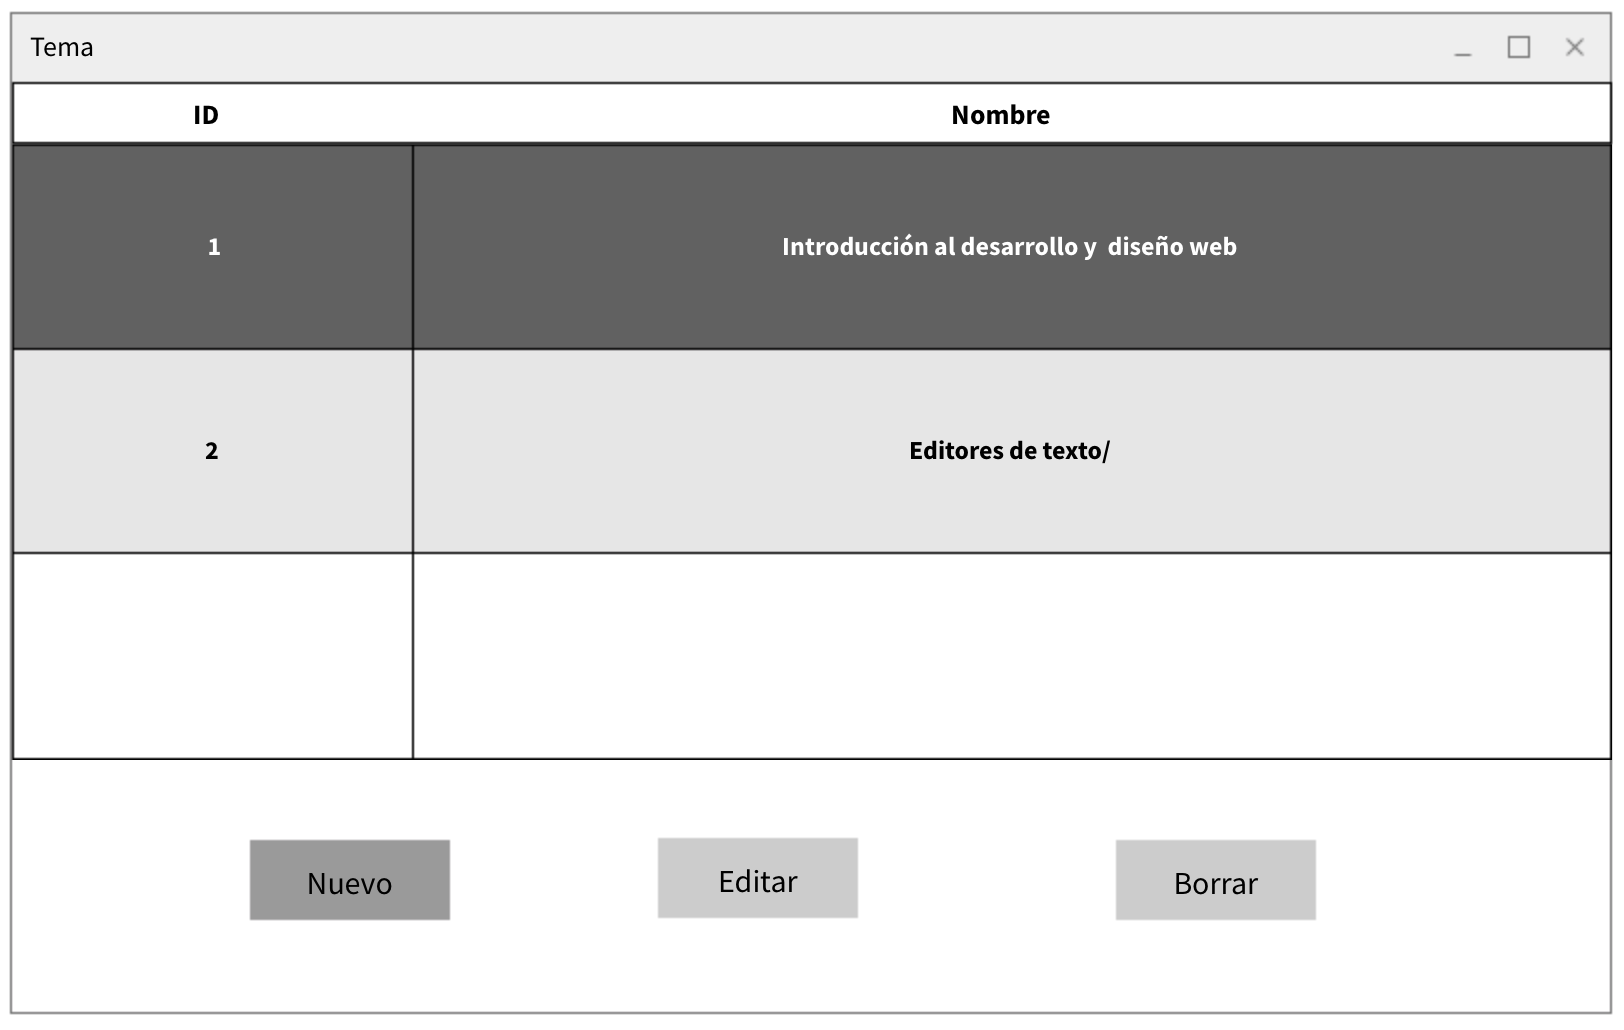 Tema
ID Nombre
1 Introducción al desarrollo y  diseño web
2 Editores de texto/
Nuevo Editar Borrar